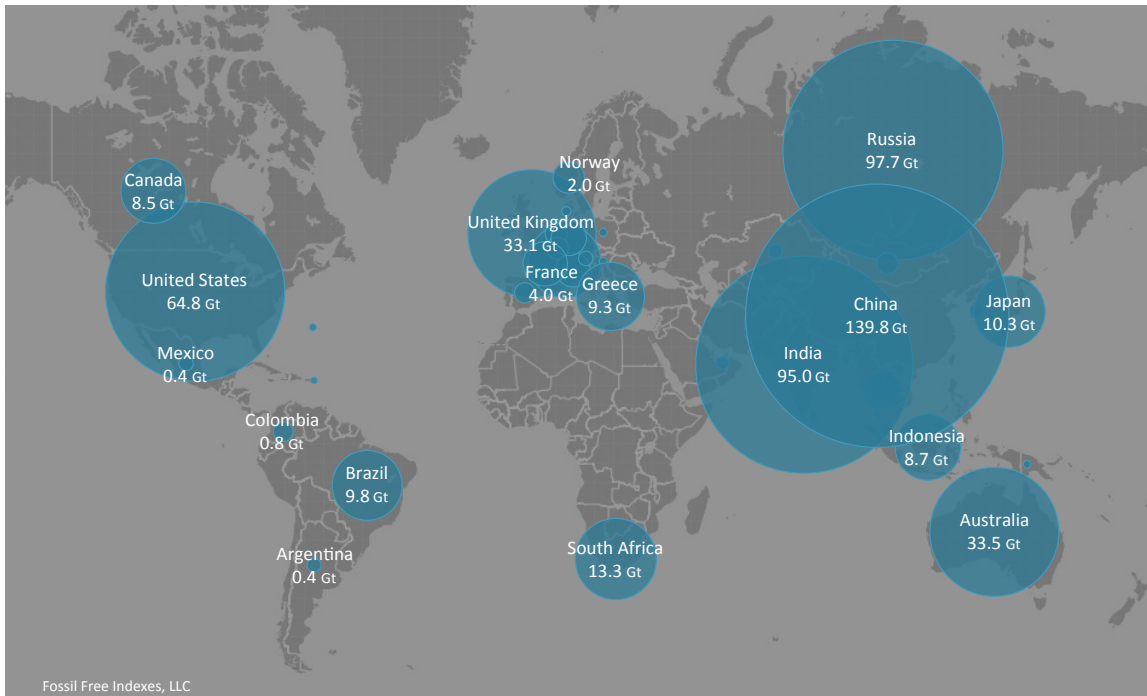 Russia
97.7 Gt
Norway
2.0 Gt
Canada
8.5 Gt
United Kingdom
33.1 Gt
United States
64.8 Gt
France
4.0 Gt
Greece
9.3 Gt
China
139.8 Gt
Japan
10.3 Gt
Mexico
0.4 Gt
India
95.0 Gt
Colombia
0.8 Gt
Indonesia
8.7 Gt
Brazil
9.8 Gt
Australia
33.5 Gt
Argentina
0.4 Gt
South Africa
13.3 Gt
Fossil Free Indexes, LLC